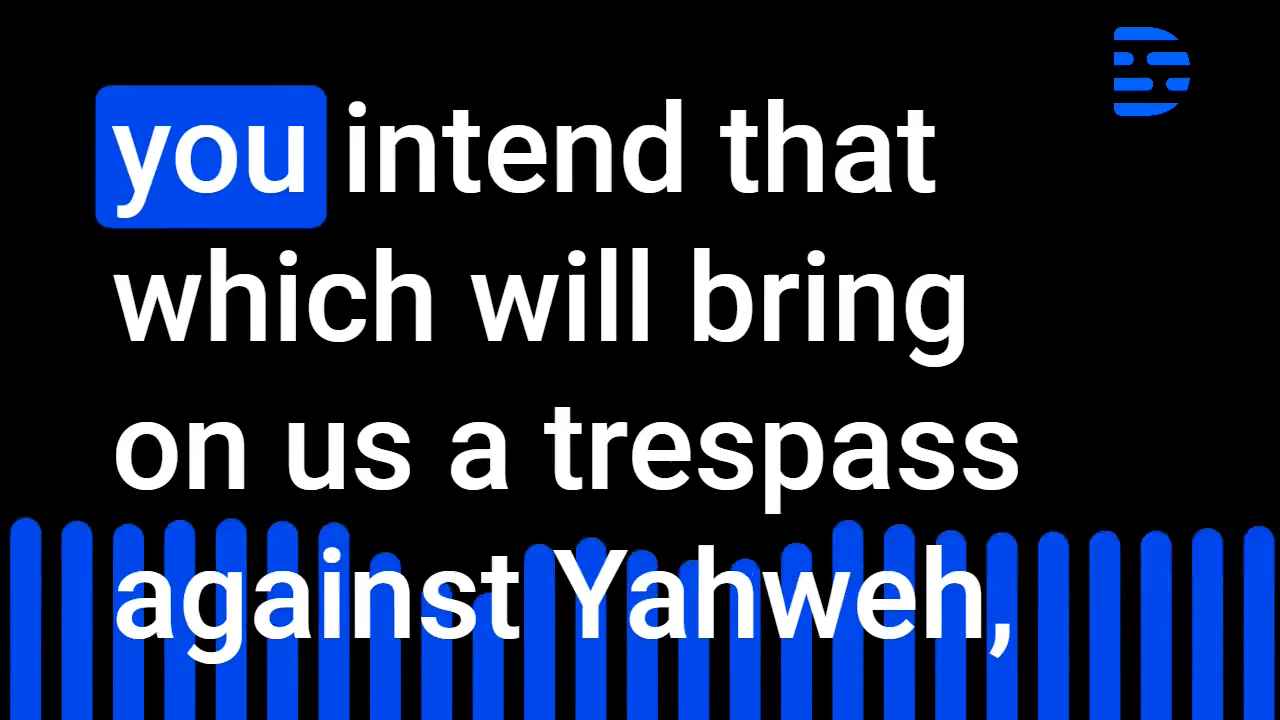 you intend that
which will bring
on us a trespass
against Yahweh,